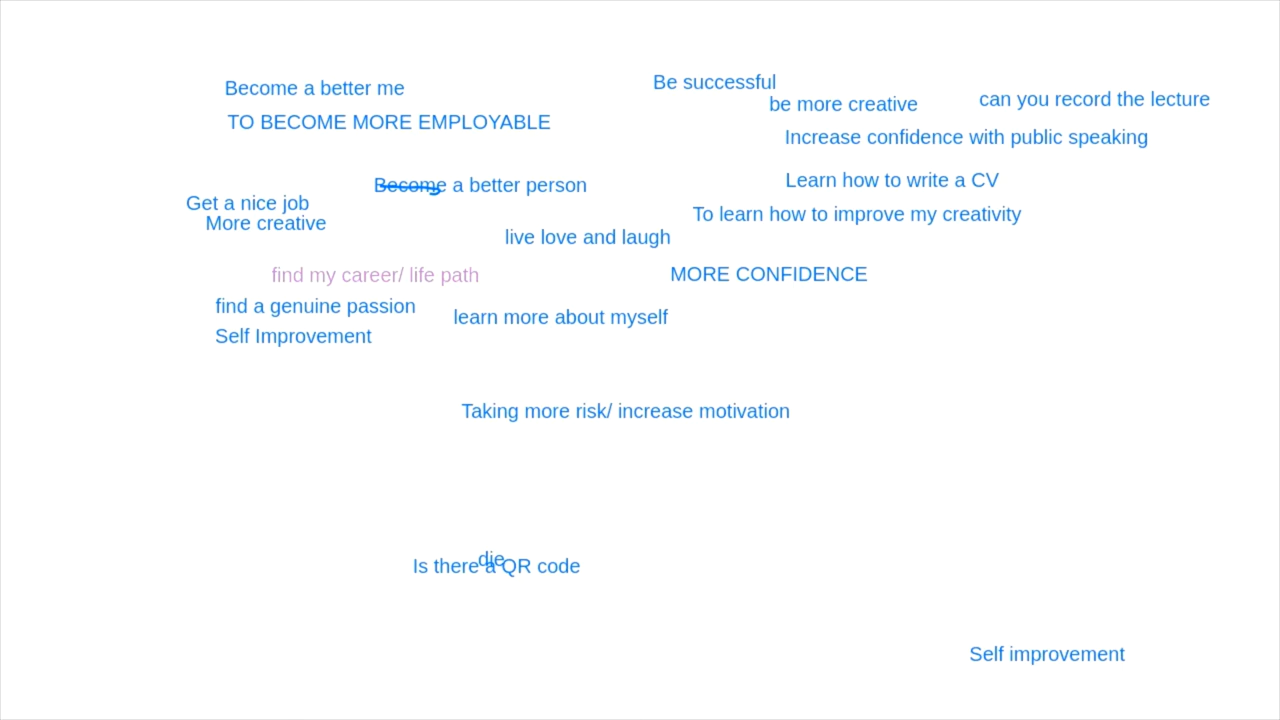 Become a better me
Be successful
be more creative
can you record the lecture
TO BECOME MORE EMPLOYABLE
Increase confidence with public speaking
Become a better person
Learn how to write a CV
Get a nice job
More creative
To learn how to improve my creativity
live love and laugh
find my career/ life path
MORE CONFIDENCE
find a genuine passion
learn more about myself
Self Improvement
Taking more risk/ increase motivation
die
Is there a QR code
Self improvement